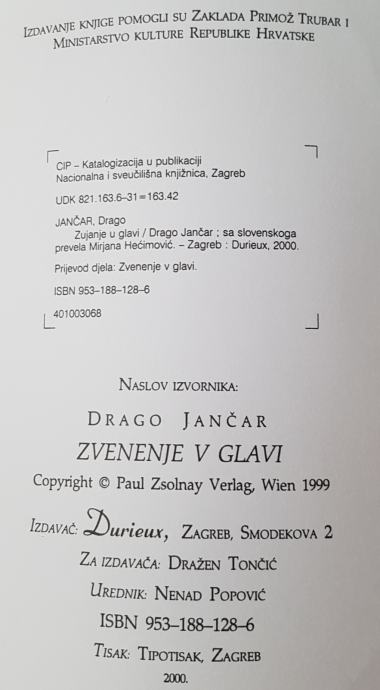 IZDAVANJE KNJIGE POMOGLI SU ZAKLADA PRIMOŽ TRUBAR I
MINISTARSTVO KULTURE REPUBLIKE HRVATSKE
CIP – Katalogizacija u publikaciji
Nacionalna i sveučilišna knjižnica, Zagreb
UDK 821.163.6–31=163.42
JANČAR, Drago
Zujanje u glavi / Drago Jančar ; sa slovenskoga
prevela Mirjana Hećimović. – Zagreb : Durieux, 2000.
Prijevod djela: Zvenenje v glavi.
ISBN 953–188–128–6
401003068
NASLOV IZVORNIKA:
DRAGO JANČAR
ZVENENJE V GLAVI
Copyright © Paul Zsolnay Verlag, Wien 1999
IZDAVAČ: Durieux, ZAGREB, SMODEKOVA 2
ZA IZDAVAČA: DRAŽEN TONČIĆ
UREDNIK: NENAD POPOVIĆ
ISBN 953–188–128–6
TISAK: TIPOTISAK, ZAGREB
2000.